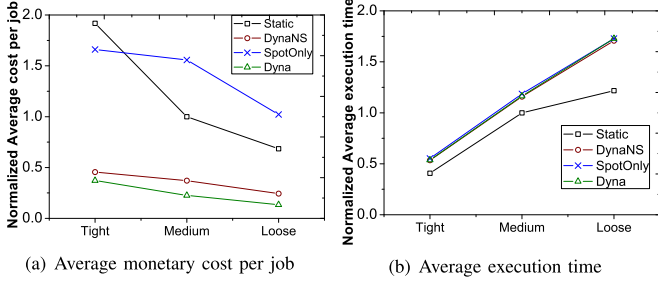 Normalized Average cost per job
2.0
1.5
1.0
0.5
0.0
Static
DynaNS
SpotOnly
Dyna
Tight Medium Loose
(a) Average monetary cost per job
Normalized Average execution time
2.0
1.5
1.0
0.5
0.0
Static
DynaNS
SpotOnly
Dyna
Tight Medium Loose
(b) Average execution time